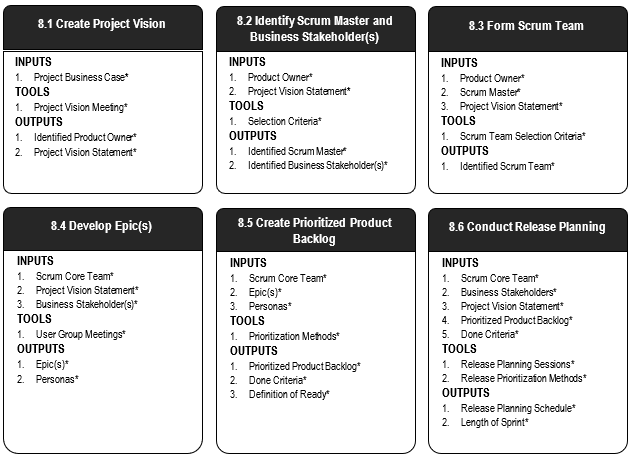 8.1 Create Project Vision
INPUTS
1. Project Business Case*
TOOLS
1. Project Vision Meeting*
OUTPUTS
1. Identified Product Owner*
2. Project Vision Statement*
8.2 Identify Scrum Master and
Business Stakeholder(s)
INPUTS
1. Product Owner*
2. Project Vision Statement*
TOOLS
1. Selection Criteria*
OUTPUTS
1. Identified Scrum Master*
2. Identified Business Stakeholder(s)*
8.3 Form Scrum Team
INPUTS
1. Product Owner*
2. Scrum Master*
3. Project Vision Statement*
TOOLS
1. Scrum Team Selection Criteria*
OUTPUTS
1. Identified Scrum Team*
8.4 Develop Epic(s)
INPUTS
1. Scrum Core Team*
2. Project Vision Statement*
3. Business Stakeholder(s)*
TOOLS
1. User Group Meetings*
OUTPUTS
1. Epic(s)*
2. Personas*
8.5 Create Prioritized Product
Backlog
INPUTS
1. Scrum Core Team*
2. Epic(s)*
3. Personas*
TOOLS
1. Prioritization Methods*
OUTPUTS
1. Prioritized Product Backlog*
2. Done Criteria*
3. Definition of Ready*
8.6 Conduct Release Planning
INPUTS
1. Scrum Core Team*
2. Business Stakeholders*
3. Project Vision Statement*
4. Prioritized Product Backlog*
5. Done Criteria*
TOOLS
1. Release Planning Sessions*
2. Release Prioritization Methods*
OUTPUTS
1. Release Planning Schedule*
2. Length of Sprint*